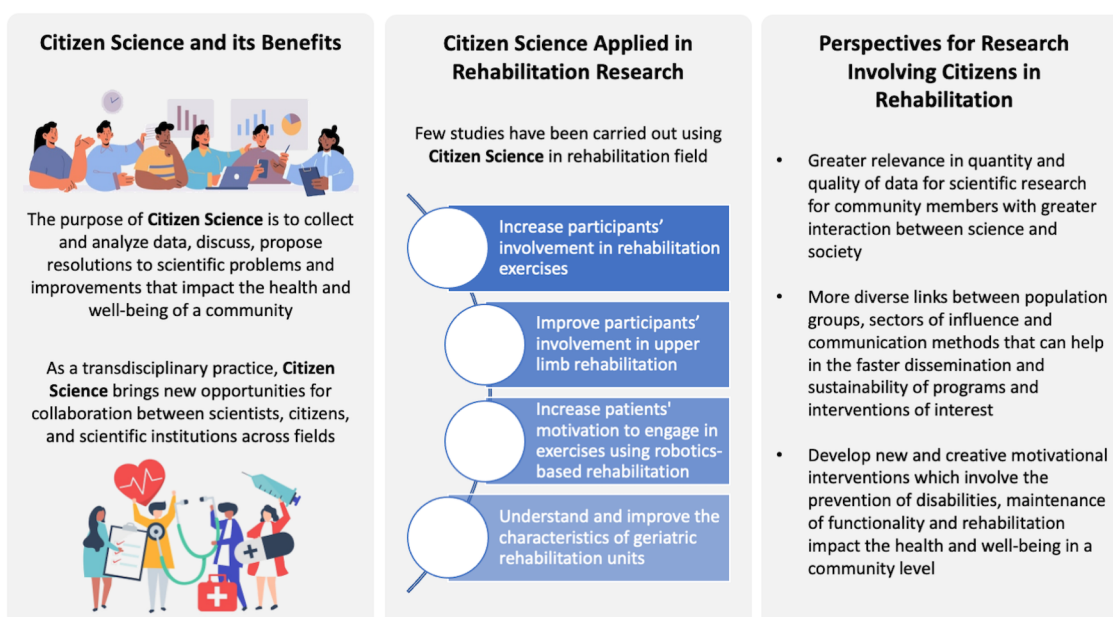 Citizen Science and its Benefits
The purpose of Citizen Science is to collect
and analyze data, discuss, propose
resolutions to scientific problems and
improvements that impact the health and
well-being of a community
As a transdisciplinary practice, Citizen
Science brings new opportunities for
collaboration between scientists, citizens,
and scientific institutions across fields
Citizen Science Applied in
Rehabilitation Research
Few studies have been carried out using
Citizen Science in rehabilitation field
Increase participants’
involvement in rehabilitation
exercises
Improve participants’
involvement in upper
limb rehabilitation
Increase patients'
motivation to engage in
exercises using robotics-
based rehabilitation
Understand and improve the
characteristics of geriatric
rehabilitation units
Perspectives for Research
Involving Citizens in
Rehabilitation
• Greater relevance in quantity and
quality of data for scientific research
for community members with greater
interaction between science and
society
• More diverse links between population
groups, sectors of influence and
communication methods that can help
in the faster dissemination and
sustainability of programs and
interventions of interest
• Develop new and creative motivational
interventions which involve the
prevention of disabilities, maintenance
of functionality and rehabilitation
impact the health and well-being in a
community level